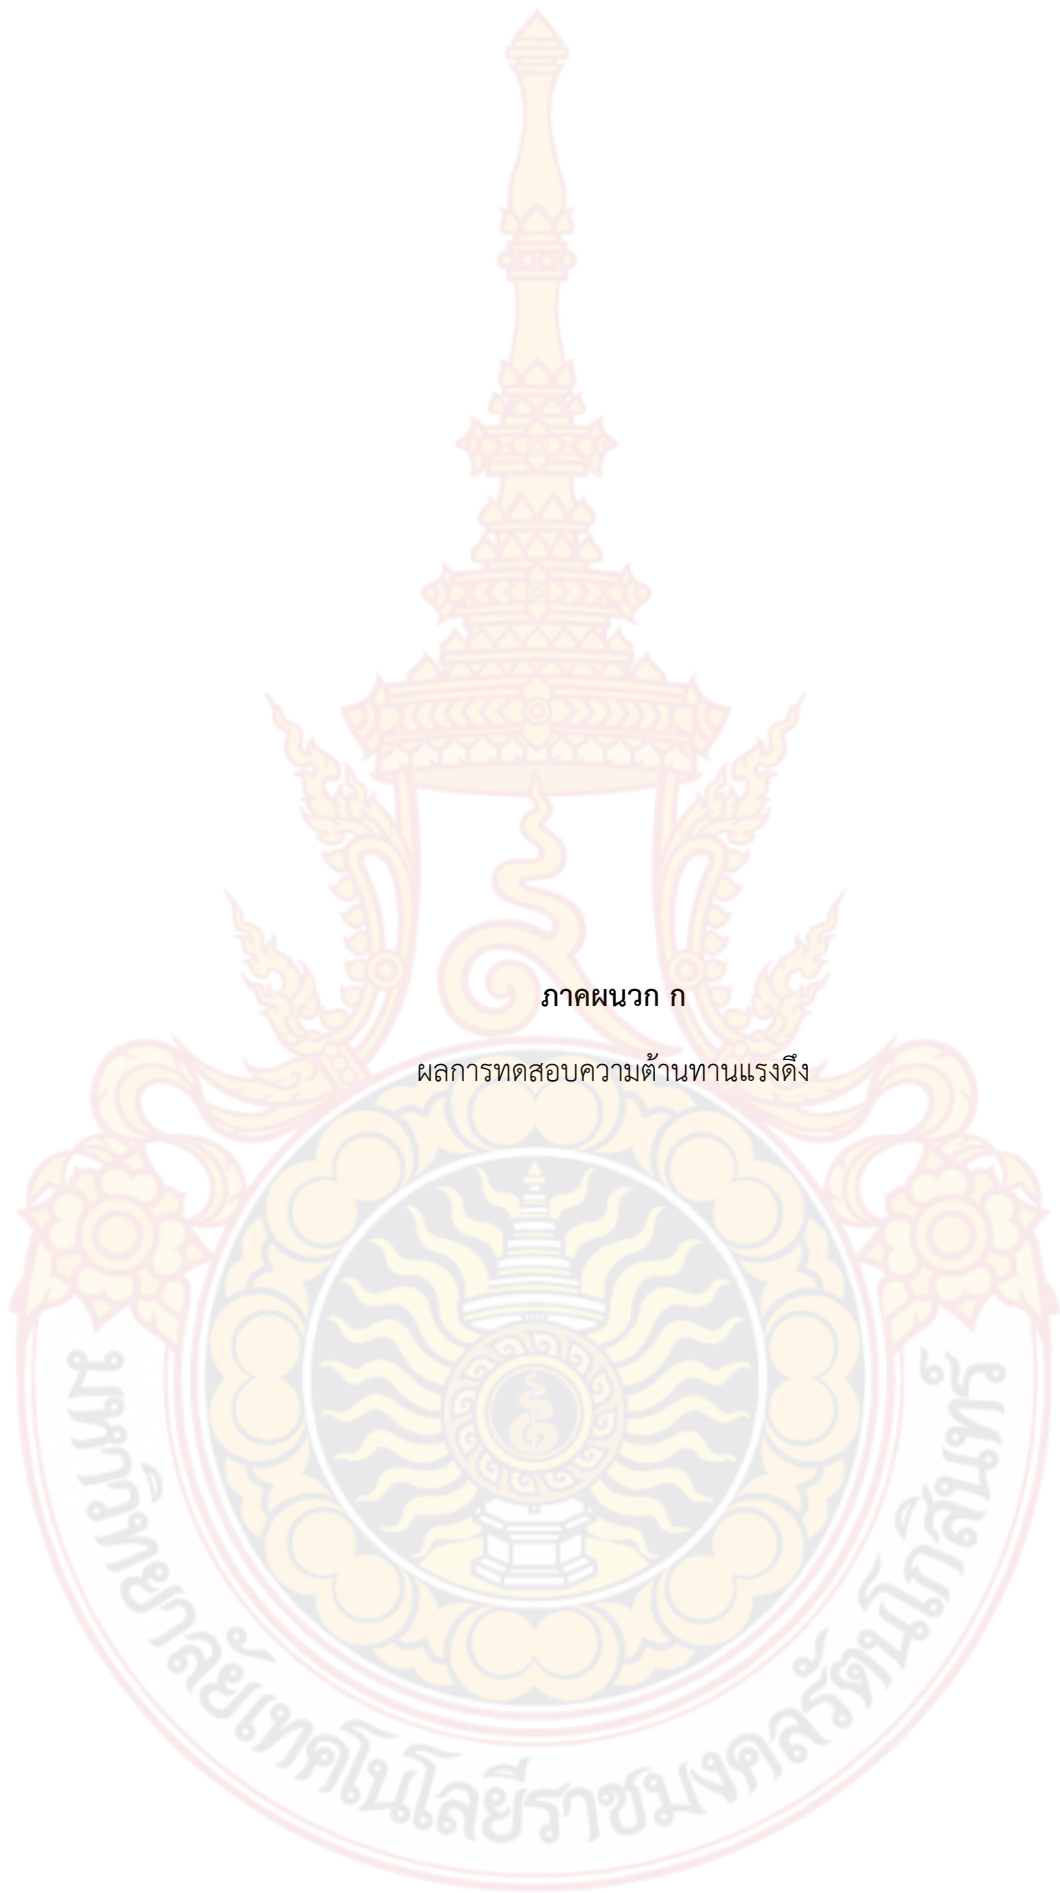 ภาคผนวก ก
ผลการทดสอบความต้านทานแรงดึง
มหาวิทยาลัยเทคโนโลยีราชมงคลรัตนโกสินทร์